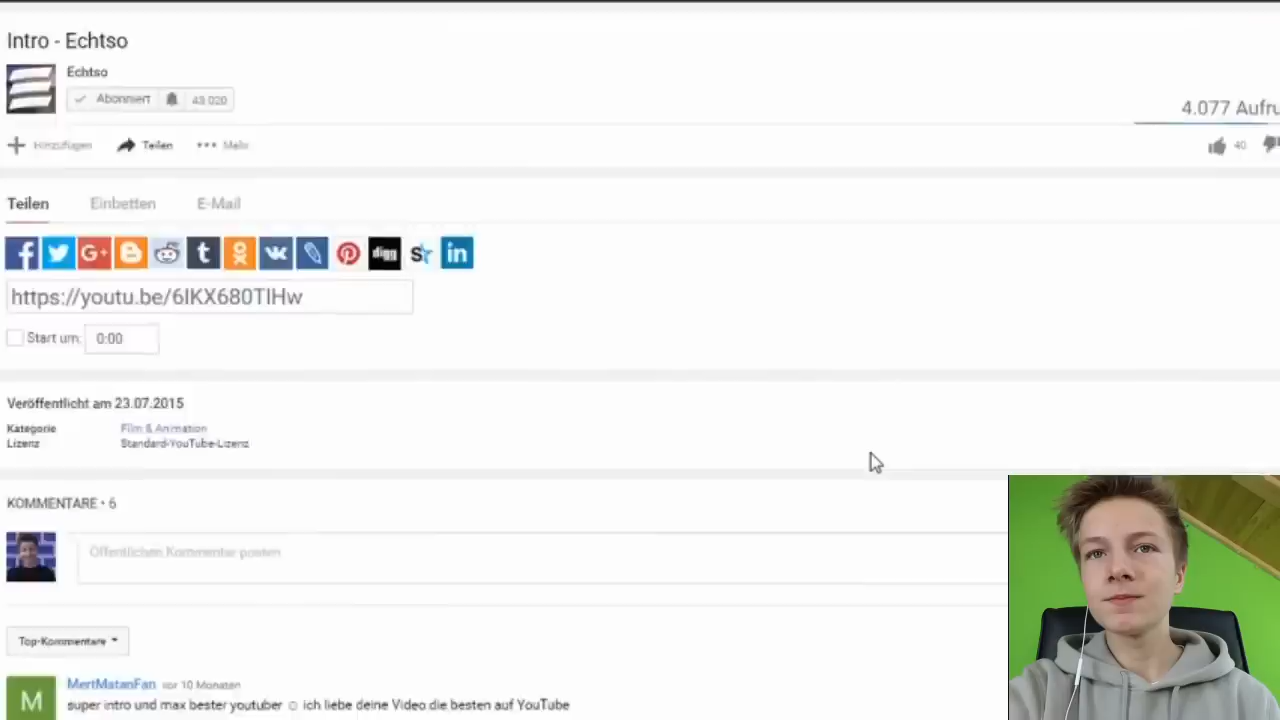 Intro - Echtso
Echtso
Abonniert 43.020
4.077 Aufru
Hinzufügen Teilen Mehr
40
Teilen Einbetten E-Mail
f G+ B t vk digg in
https://youtu.be/6IKX680TIHw
Start um: 0:00
Veröffentlicht am 23.07.2015
Kategorie Film & Animation
Lizenz Standard-YouTube-Lizenz
KOMMENTARE • 6
Öffentlichen Kommentar posten
Top-Kommentare
M
MertMatanFan vor 10 Monaten
super intro und max bester youtuber ☺ ich liebe deine Video die besten auf YouTube